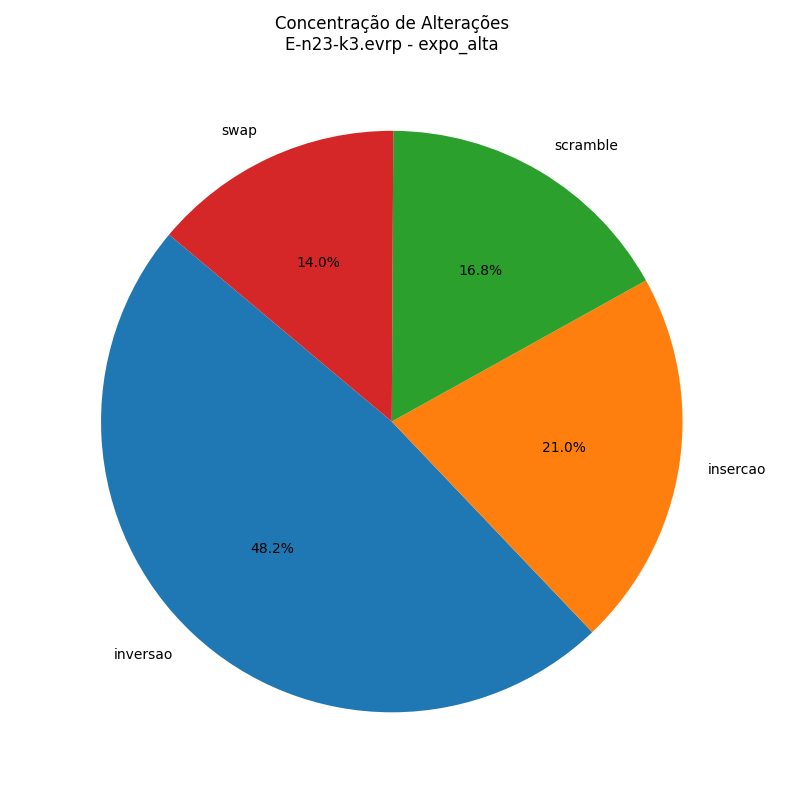 Concentração de Alterações
E-n23-k3.evrp - expo_alta
swap
scramble
14.0%
16.8%
21.0%
insercao
48.2%
inversao